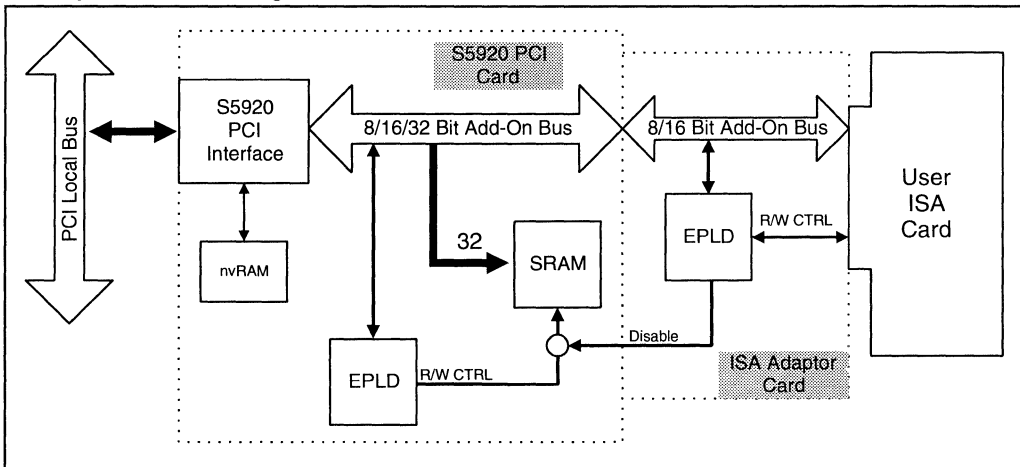 S5920 PCI
Card
PCI Local Bus
S5920
PCI
Interface
8/16/32 Bit Add-On Bus
8/16 Bit Add-On Bus
User
ISA
Card
nvRAM
32
SRAM
EPLD
R/W CTRL
Disable
EPLD
R/W CTRL
ISA Adaptor
Card